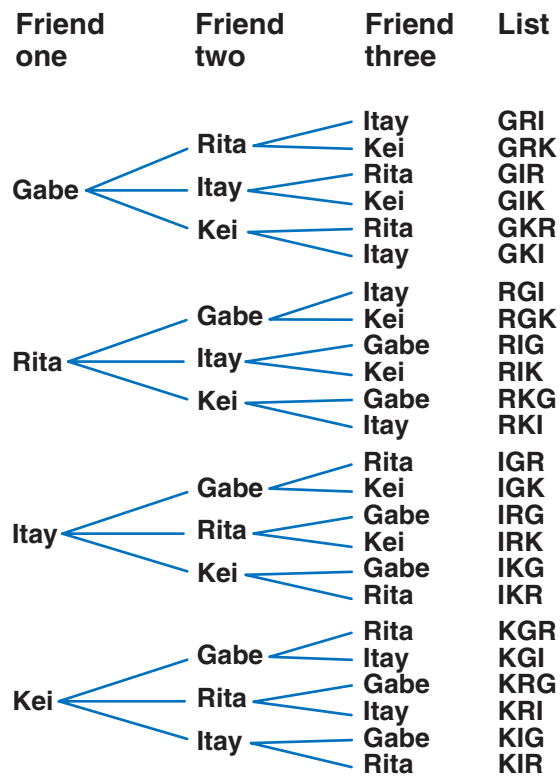 Friend one Friend two Friend three List
Itay GRI
Rita Kei GRK
Rita GIR
Gabe Itay Kei GIK
Rita GKR
Kei Itay GKI
Itay RGI
Gabe Kei RGK
Gabe RIG
Rita Itay Kei RIK
Gabe RKG
Kei Itay RKI
Rita IGR
Gabe Kei IGK
Gabe IRG
Itay Rita Kei IRK
Gabe IKG
Kei Rita IKR
Rita KGR
Gabe Itay KGI
Gabe KRG
Kei Rita Itay KRI
Gabe KIG
Itay Rita KIR